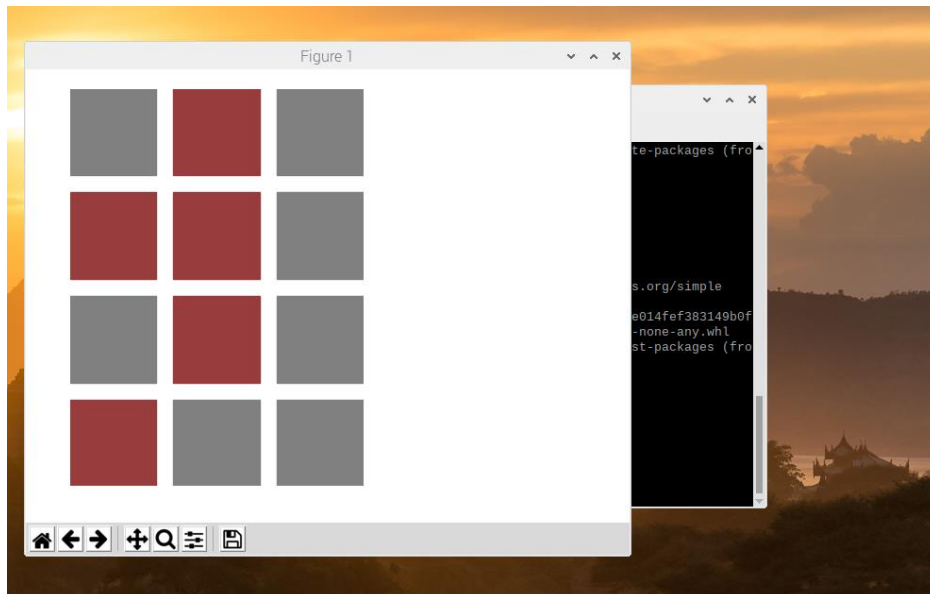 Figure 1
te-packages (fro
s.org/simple
e014fef383149b0f
-none-any.whl
st-packages (fro